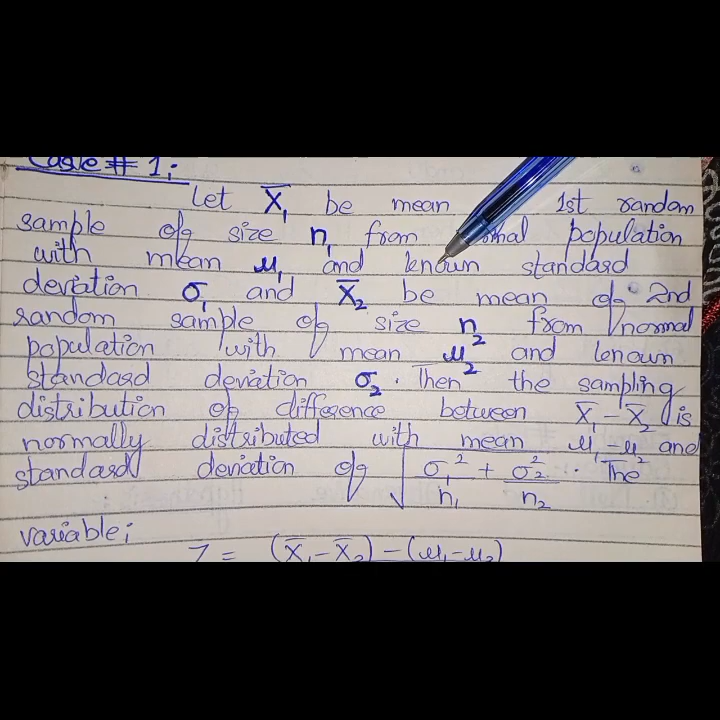 Case # 1;
Let X̄₁ be mean 1st random
sample of size n₁ from population
with mean μ₁ and known standard
deviation σ₁ and X̄₂ be mean of 2nd
random sample of size n₂ from normal
population with mean μ₂ and known
standard deviation σ₂. Then the sampling
distribution of difference between X̄₁-X̄₂ is
normally distributed with mean μ₁-μ₂ and
standard deviation of √(σ₁²/n₁ + σ₂²/n₂). The
variable;
Z = (X̄₁-X̄₂)-(μ₁-μ₂)